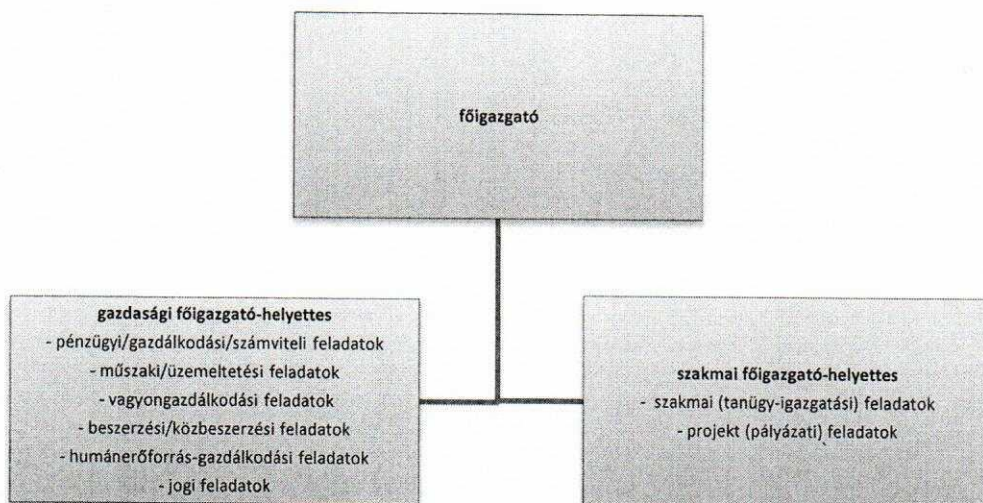 főigazgató
gazdasági főigazgató-helyettes
- pénzügyi/gazdálkodási/számviteli feladatok
- műszaki/üzemeltetési feladatok
- vagyongazdálkodási feladatok
- beszerzési/közbeszerzési feladatok
- humánerőforrás-gazdálkodási feladatok
- jogi feladatok
szakmai főigazgató-helyettes
- szakmai (tanügy-igazgatási) feladatok
- projekt (pályázati) feladatok